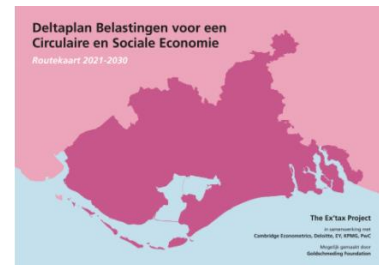 Deltaplan Belastingen voor een
Circulaire en Sociale Economie
Routekaart 2021-2030
The Ex'tax Project
in samenwerking met
Cambridge Econometrics, Deloitte, EY, KPMG, PwC
Mogelijk gemaakt door
Goldschmeding Foundation